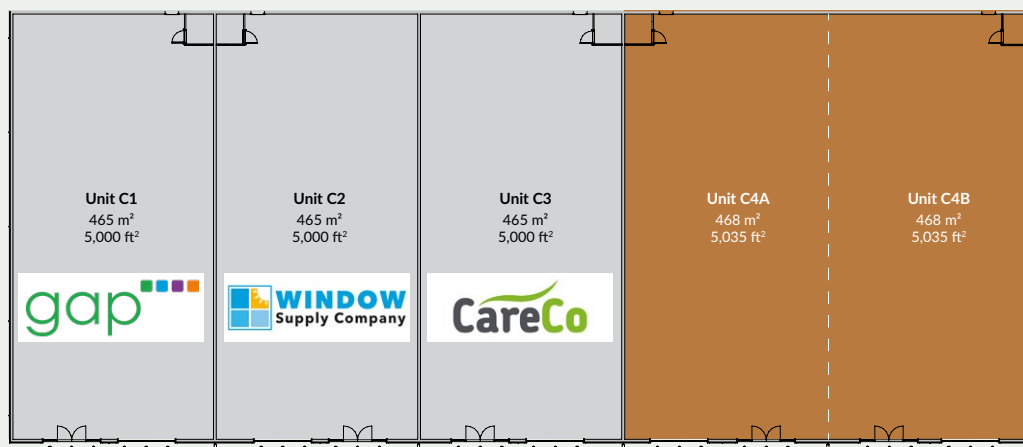 Unit C1
465 m²
5,000 ft²
gap
Unit C2
465 m²
5,000 ft²
WINDOW
Supply Company
Unit C3
465 m²
5,000 ft²
CareCo
Unit C4A
468 m²
5,035 ft²
Unit C4B
468 m²
5,035 ft²